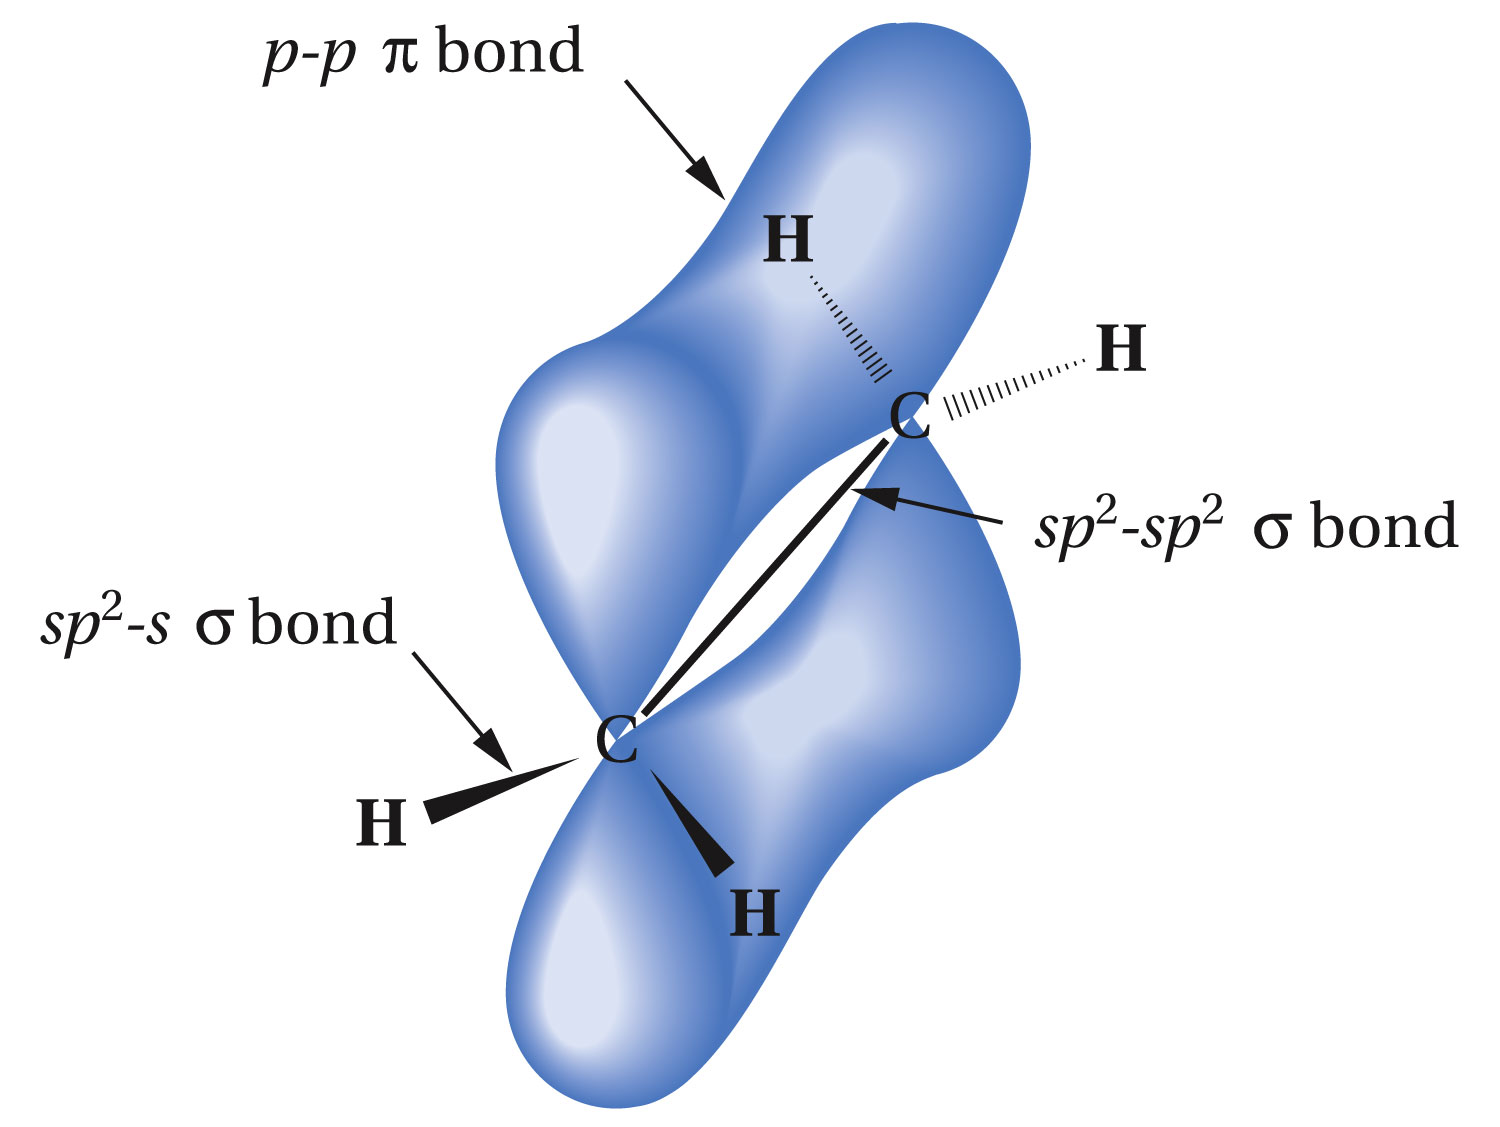 p-p π bond
H
H
C
sp²-sp² σ bond
sp²-s σ bond
C
H
H